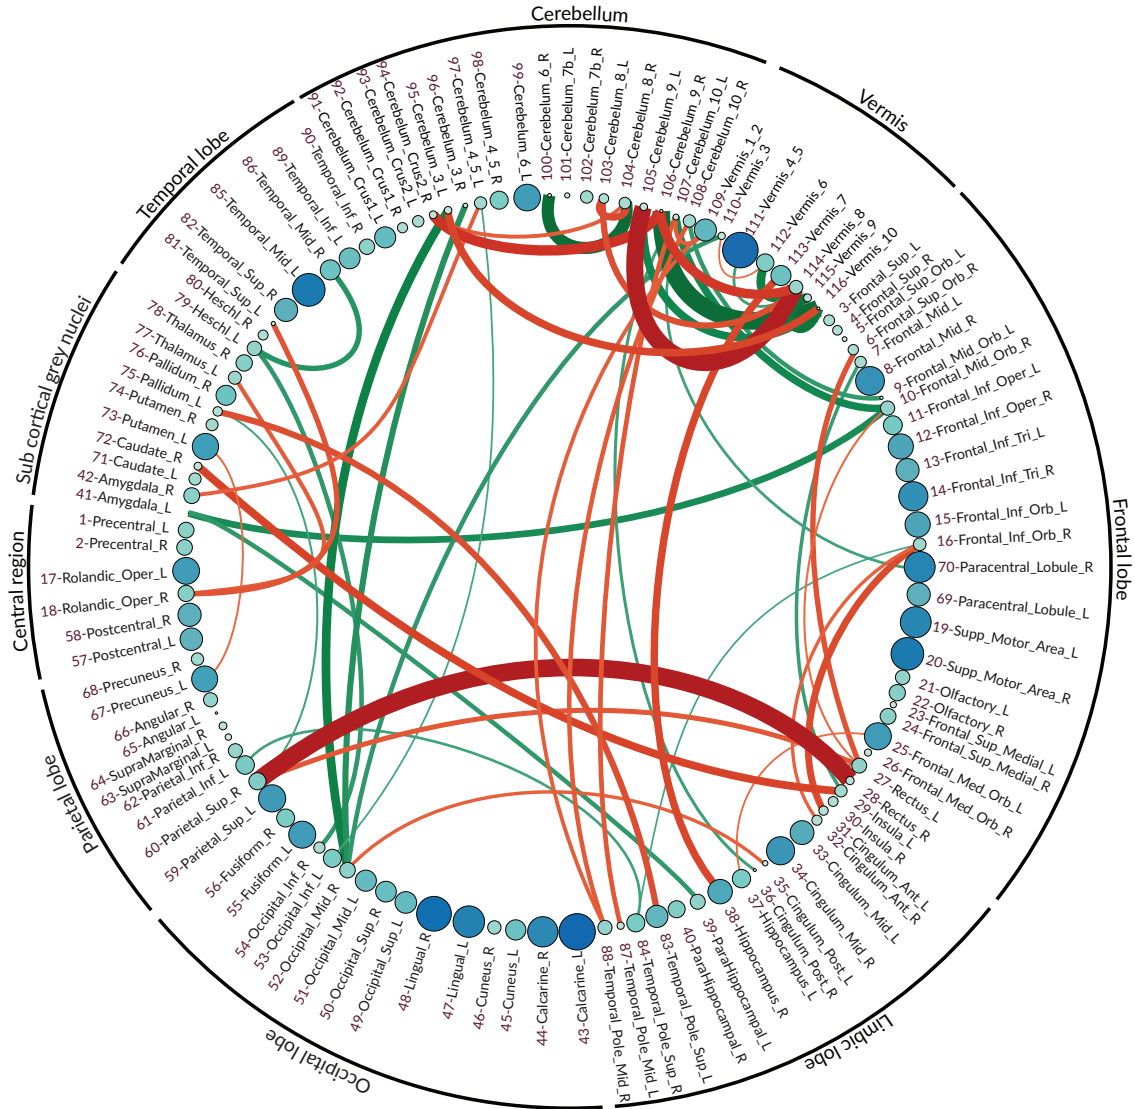 Cerebellum
Vermis
Frontal lobe
Limbic lobe
Occipital lobe
Parietal lobe
Central region
Sub cortical grey nuclei
Temporal lobe
91-Cerebelum_Crus1_L
92-Cerebelum_Crus1_R
93-Cerebelum_Crus2_L
94-Cerebelum_Crus2_R
95-Cerebelum_3_L
96-Cerebelum_3_R
97-Cerebelum_4_5_L
98-Cerebelum_4_5_R
99-Cerebelum_6_L
100-Cerebelum_6_R
101-Cerebelum_7b_L
102-Cerebelum_7b_R
103-Cerebelum_8_L
104-Cerebelum_8_R
105-Cerebelum_9_L
106-Cerebelum_9_R
107-Cerebelum_10_L
108-Cerebelum_10_R
109-Vermis_1_2
110-Vermis_3
111-Vermis_4_5
112-Vermis_6
113-Vermis_7
114-Vermis_8
115-Vermis_9
116-Vermis_10
3-Frontal_Sup_L
4-Frontal_Sup_R
5-Frontal_Sup_Orb_L
6-Frontal_Sup_Orb_R
7-Frontal_Mid_L
8-Frontal_Mid_R
9-Frontal_Mid_Orb_L
10-Frontal_Mid_Orb_R
11-Frontal_Inf_Oper_L
12-Frontal_Inf_Oper_R
13-Frontal_Inf_Tri_L
14-Frontal_Inf_Tri_R
15-Frontal_Inf_Orb_L
16-Frontal_Inf_Orb_R
70-Paracentral_Lobule_R
69-Paracentral_Lobule_L
19-Supp_Motor_Area_L
20-Supp_Motor_Area_R
21-Olfactory_L
22-Olfactory_R
23-Frontal_Sup_Medial_L
24-Frontal_Sup_Medial_R
25-Frontal_Med_Orb_L
26-Frontal_Med_Orb_R
27-Rectus_L
28-Rectus_R
29-Insula_L
30-Insula_R
31-Cingulum_Ant_L
32-Cingulum_Ant_R
33-Cingulum_Mid_L
34-Cingulum_Mid_R
35-Cingulum_Post_L
36-Cingulum_Post_R
37-Hippocampus_L
38-Hippocampus_R
39-ParaHippocampal_L
40-ParaHippocampal_R
83-Temporal_Pole_Sup_L
84-Temporal_Pole_Sup_R
87-Temporal_Pole_Mid_L
88-Temporal_Pole_Mid_R
43-Calcarine_L
44-Calcarine_R
45-Cuneus_L
46-Cuneus_R
47-Lingual_L
48-Lingual_R
49-Occipital_Sup_L
50-Occipital_Sup_R
51-Occipital_Mid_L
52-Occipital_Mid_R
53-Occipital_Inf_L
54-Occipital_Inf_R
55-Fusiform_L
56-Fusiform_R
59-Parietal_Sup_L
60-Parietal_Sup_R
61-Parietal_Inf_L
62-Parietal_Inf_R
63-SupraMarginal_L
64-SupraMarginal_R
65-Angular_L
66-Angular_R
67-Precuneus_L
68-Precuneus_R
57-Postcentral_L
58-Postcentral_R
18-Rolandic_Oper_R
17-Rolandic_Oper_L
2-Precentral_R
1-Precentral_L
41-Amygdala_L
42-Amygdala_R
71-Caudate_L
72-Caudate_R
73-Putamen_L
74-Putamen_R
75-Pallidum_L
76-Pallidum_R
77-Thalamus_L
78-Thalamus_R
79-Heschl_L
80-Heschl_R
81-Temporal_Sup_L
82-Temporal_Sup_R
85-Temporal_Mid_L
86-Temporal_Mid_R
89-Temporal_Inf_L
90-Temporal_Inf_R